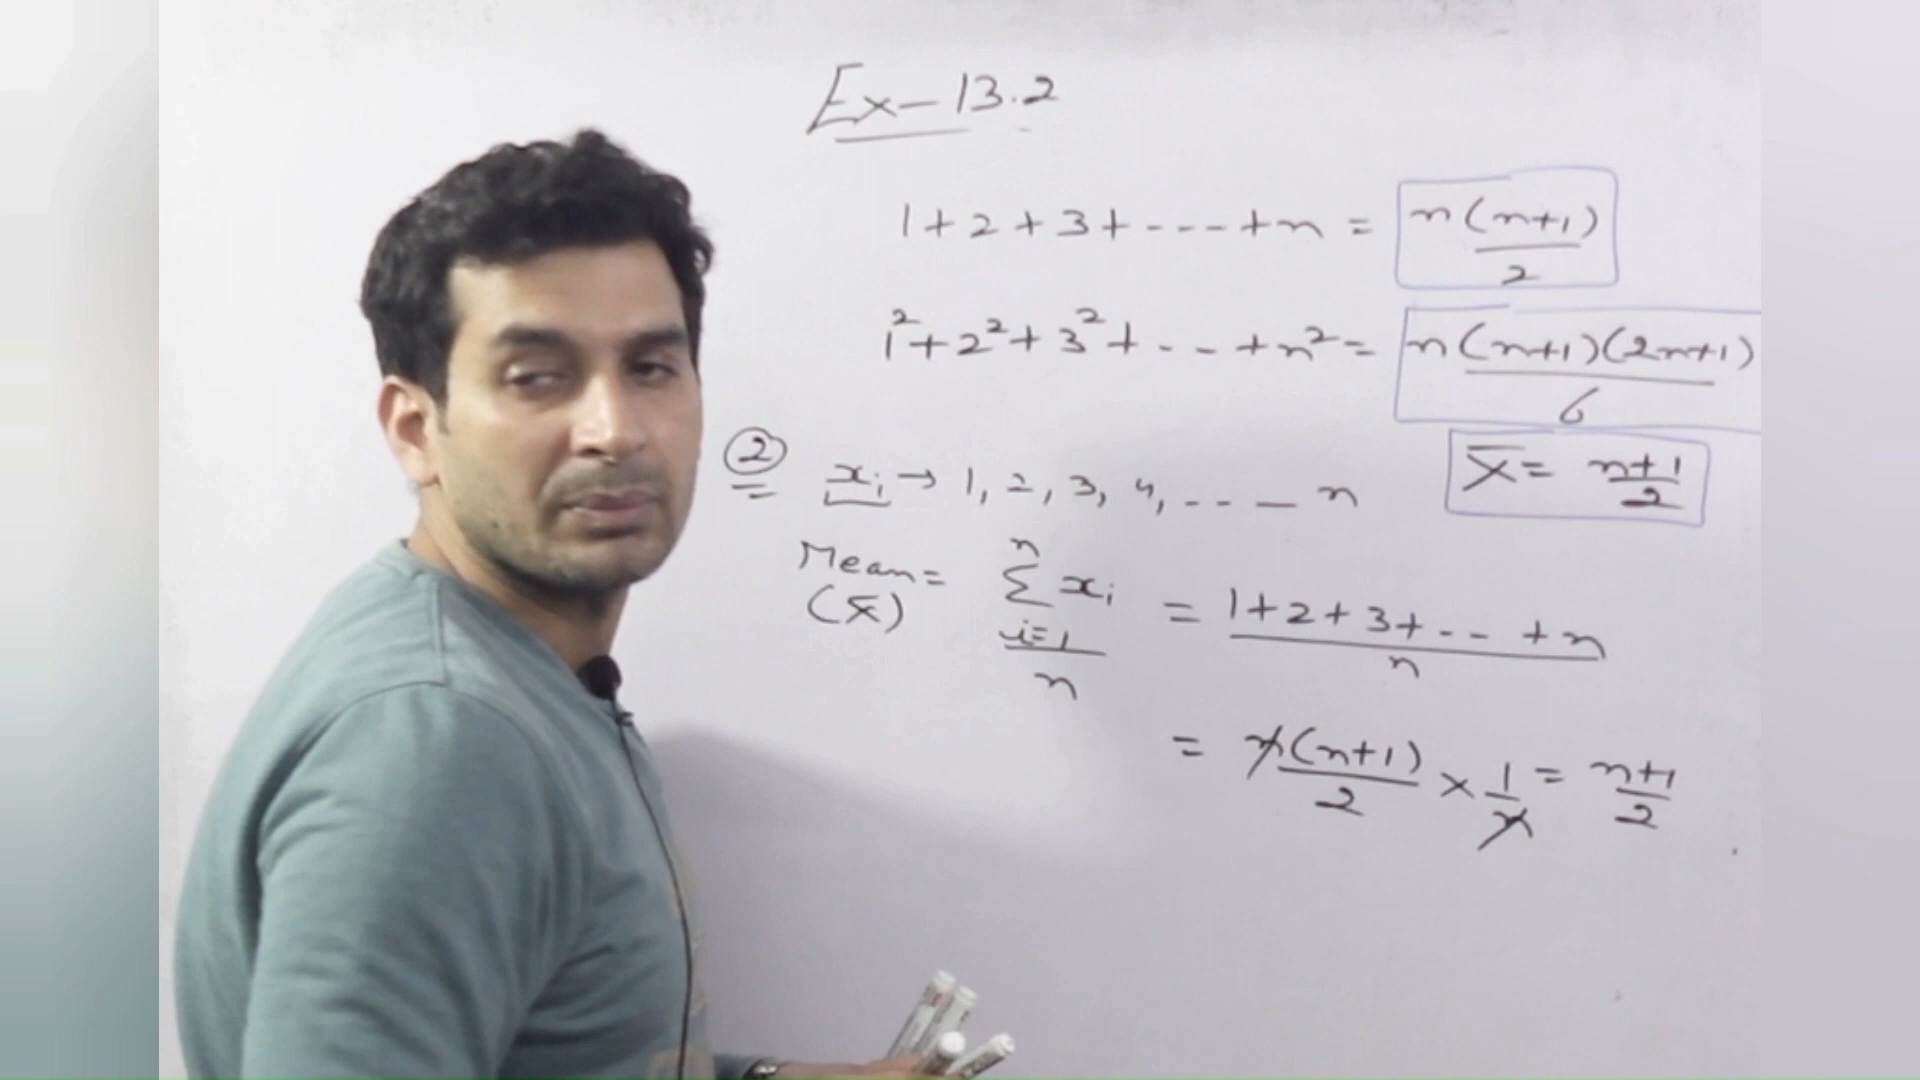 Ex-13.2
1+2+3+---+n = n(n+1)/2
1²+2²+3²+--+n² = n(n+1)(2n+1)/6
② xᵢ → 1, 2, 3, 4, --- n
x̄ = n+1/2
Mean (x̄) = ∑ⁿᵢ₌₁ xᵢ / n = 1+2+3+--+n / n
= n(n+1)/2 × 1/n = n+1/2